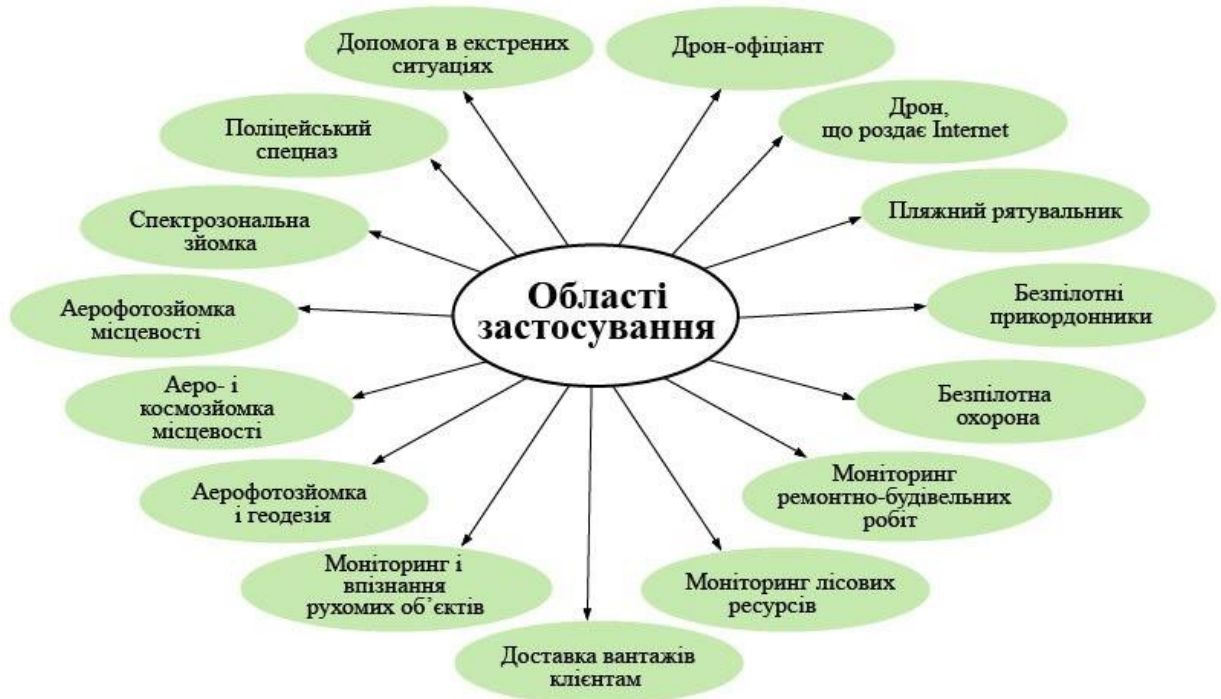 Допомога в екстрених
ситуаціях
Дрон-офіціант
Поліцейський
спецназ
Дрон,
що роздає Internet
Спектрозональна
зйомка
Пляжний рятувальник
Області
застосування
Аерофотозйомка
місцевості
Безпілотні
прикордонники
Аеро- і
космозйомка
місцевості
Безпілотна
охорона
Аерофотозйомка
і геодезія
Моніторинг
ремонтно-будівельних
робіт
Моніторинг і
впізнання
рухомих об’єктів
Моніторинг лісових
ресурсів
Доставка вантажів
клієнтам